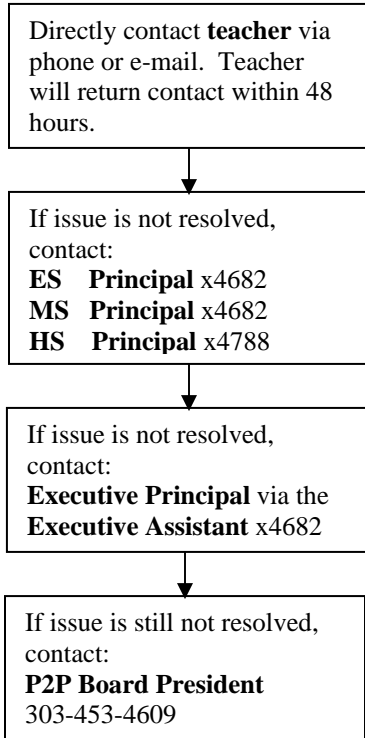 Directly contact teacher via
phone or e-mail.  Teacher
will return contact within 48
hours.
If issue is not resolved,
contact:
ES   Principal x4682
MS   Principal x4682
HS   Principal x4788
If issue is not resolved,
contact:
Executive Principal via the
Executive Assistant x4682
If issue is still not resolved,
contact:
P2P Board President
303-453-4609